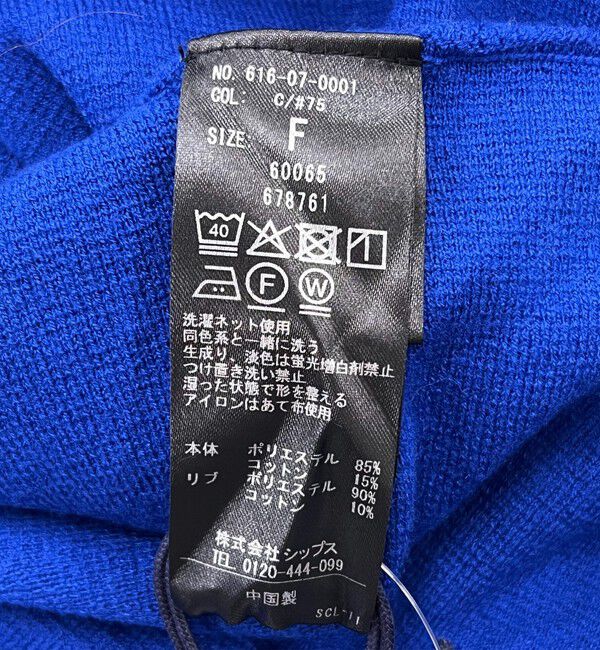 NO. 616-07-0001
COL: C/#75
SIZE: F
60065
678761
40
F W
洗濯ネット使用
同色系と一緒に洗う
生成り、淡色は蛍光増白剤禁止
つけ置き洗い禁止
湿った状態で形を整える
アイロンはあて布使用
本体 ポリエステル 85%
コットン 15%
リブ ポリエステル 90%
コットン 10%
株式会社 シップス
TEL 0120-444-099
中国製
SCL-11